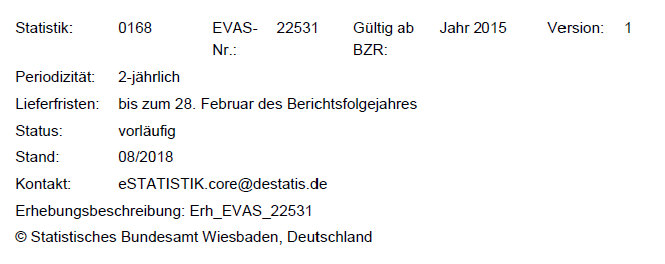 Statistik: 0168 EVAS- 22531 Gültig ab Jahr 2015 Version: 1
Nr.: BZR:
Periodizität: 2-jährlich
Lieferfristen: bis zum 28. Februar des Berichtsfolgejahres
Status: vorläufig
Stand: 08/2018
Kontakt: eSTATISTIK.core@destatis.de
Erhebungsbeschreibung: Erh_EVAS_22531
© Statistisches Bundesamt Wiesbaden, Deutschland